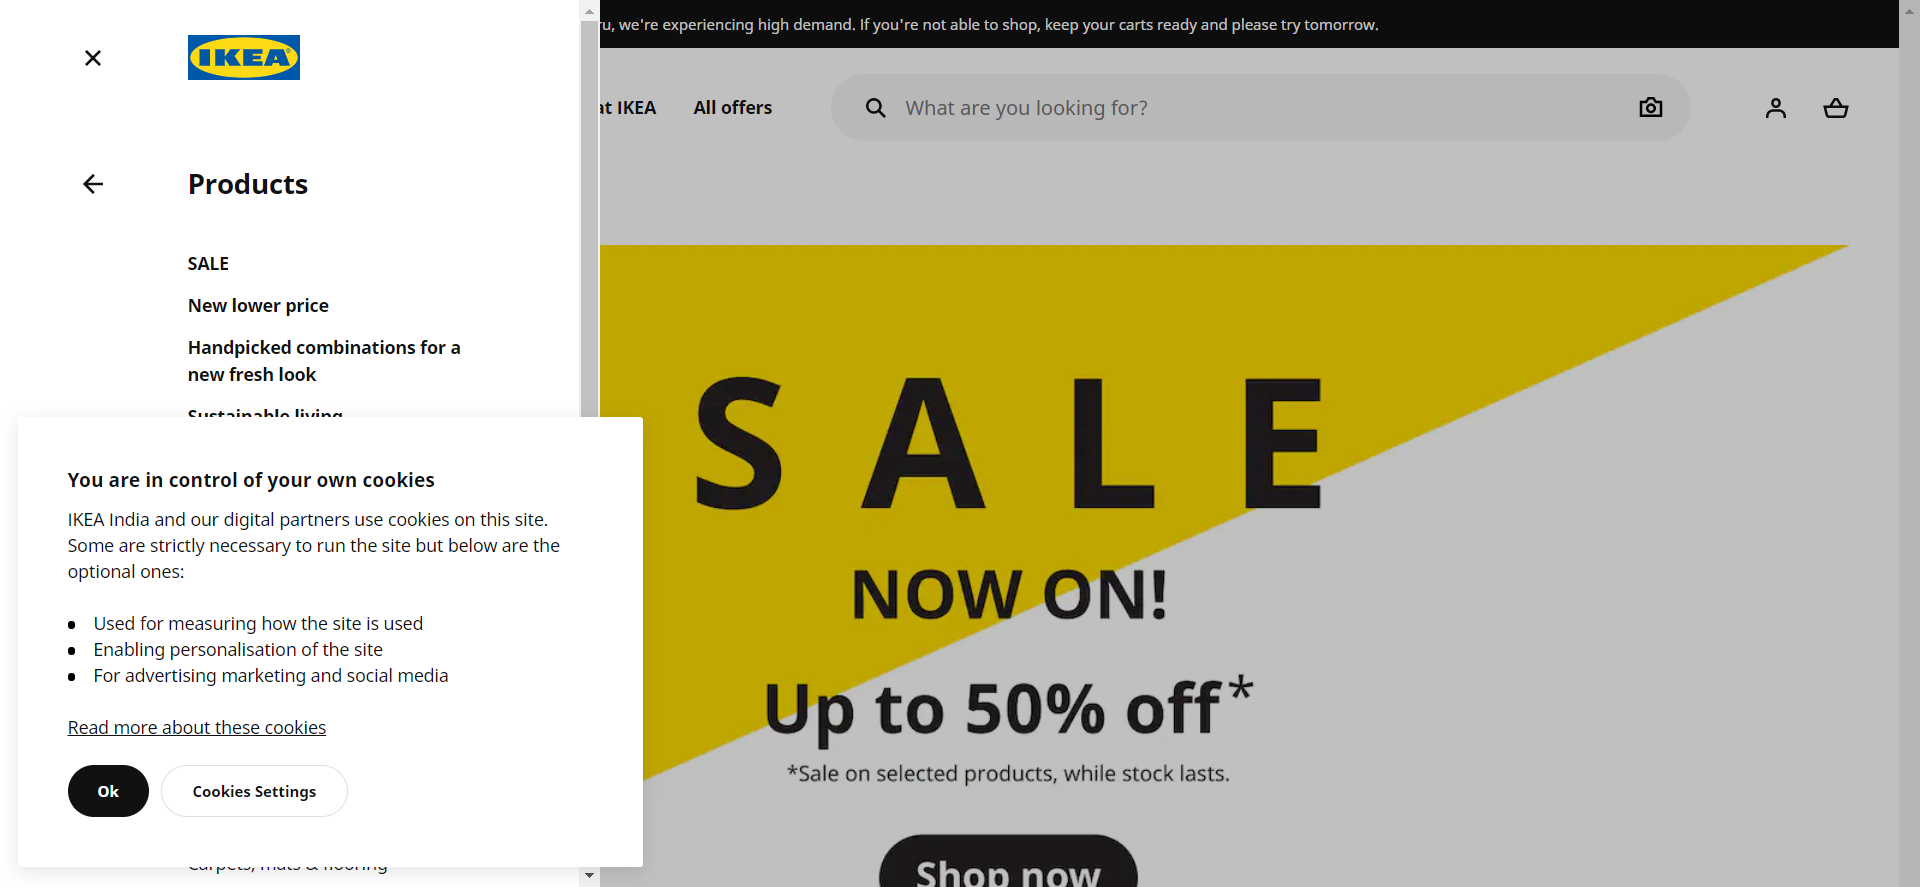 u, we're experiencing high demand. If you're not able to shop, keep your carts ready and please try tomorrow.
IKEA
at IKEA
All offers
What are you looking for?
Products
SALE
New lower price
Handpicked combinations for a
new fresh look
Sustainable living
You are in control of your own cookies
IKEA India and our digital partners use cookies on this site.
Some are strictly necessary to run the site but below are the
optional ones:
Used for measuring how the site is used
Enabling personalisation of the site
For advertising marketing and social media
Read more about these cookies
Ok
Cookies Settings
Carpets, mats & flooring
SALE
NOW ON!
Up to 50% off*
*Sale on selected products, while stock lasts.
Shop now